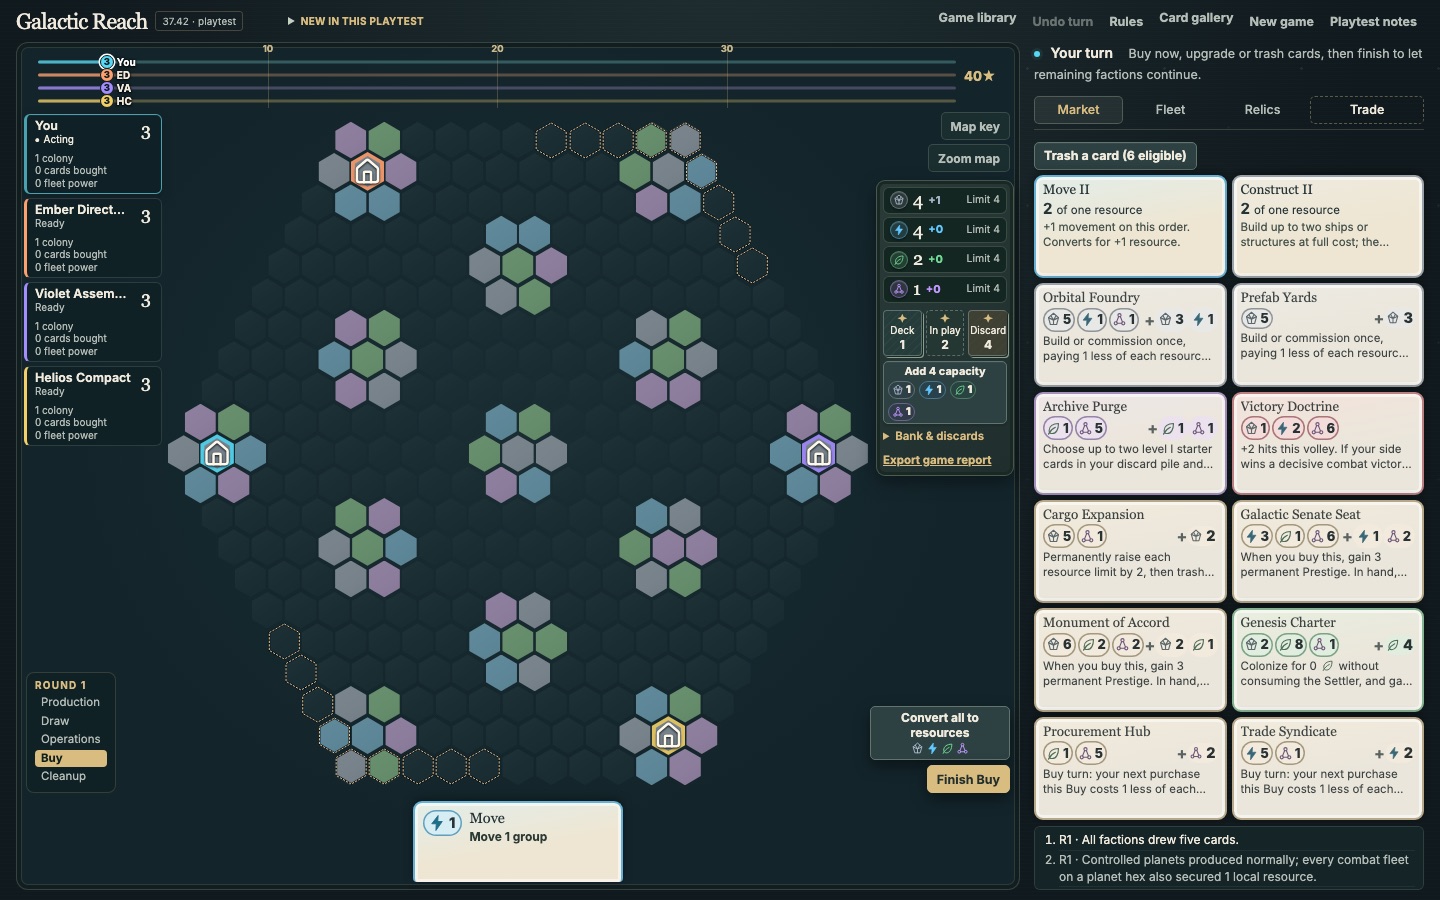 Galactic Reach
37.42 · playtest
▶ NEW IN THIS PLAYTEST
Game library
Undo turn
Rules
Card gallery
New game
Playtest notes
10
20
30
3 You
3 ED
3 VA
3 HC
40★
You 3
• Acting
1 colony
0 cards bought
0 fleet power
Ember Direct... 3
Ready
1 colony
0 cards bought
0 fleet power
Violet Assem... 3
Ready
1 colony
0 cards bought
0 fleet power
Helios Compact 3
Ready
1 colony
0 cards bought
0 fleet power
ROUND 1
Production
Draw
Operations
Buy
Cleanup
Map key
Zoom map
4 +1 Limit 4
4 +0 Limit 4
2 +0 Limit 4
1 +0 Limit 4
Deck
1
In play
2
Discard
4
Add 4 capacity
1 1 1
1
▶ Bank & discards
Export game report
Convert all to
resources
Finish Buy
1 Move
Move 1 group
• Your turn Buy now, upgrade or trash cards, then finish to let
remaining factions continue.
Market
Fleet
Relics
Trade
Trash a card (6 eligible)
Move II
2 of one resource
+1 movement on this order.
Converts for +1 resource.
Construct II
2 of one resource
Build up to two ships or
structures at full cost; the...
Orbital Foundry
5 1 1 + 3 1
Build or commission once,
paying 1 less of each resourc...
Prefab Yards
5 + 3
Build or commission once,
paying 1 less of each resourc...
Archive Purge
1 5 + 1 1
Choose up to two level I starter
cards in your discard pile and...
Victory Doctrine
1 2 6
+2 hits this volley. If your side
wins a decisive combat victor...
Cargo Expansion
5 1 + 2
Permanently raise each
resource limit by 2, then trash...
Galactic Senate Seat
3 1 6 + 1 2
When you buy this, gain 3
permanent Prestige. In hand,...
Monument of Accord
6 2 2 + 2 1
When you buy this, gain 3
permanent Prestige. In hand,...
Genesis Charter
2 8 1 + 4
Colonize for 0 without
consuming the Settler, and ga...
Procurement Hub
1 5 + 2
Buy turn: your next purchase
this Buy costs 1 less of each...
Trade Syndicate
5 1 + 2
Buy turn: your next purchase
this Buy costs 1 less of each...
1. R1 · All factions drew five cards.
2. R1 · Controlled planets produced normally; every combat fleet
on a planet hex also secured 1 local resource.